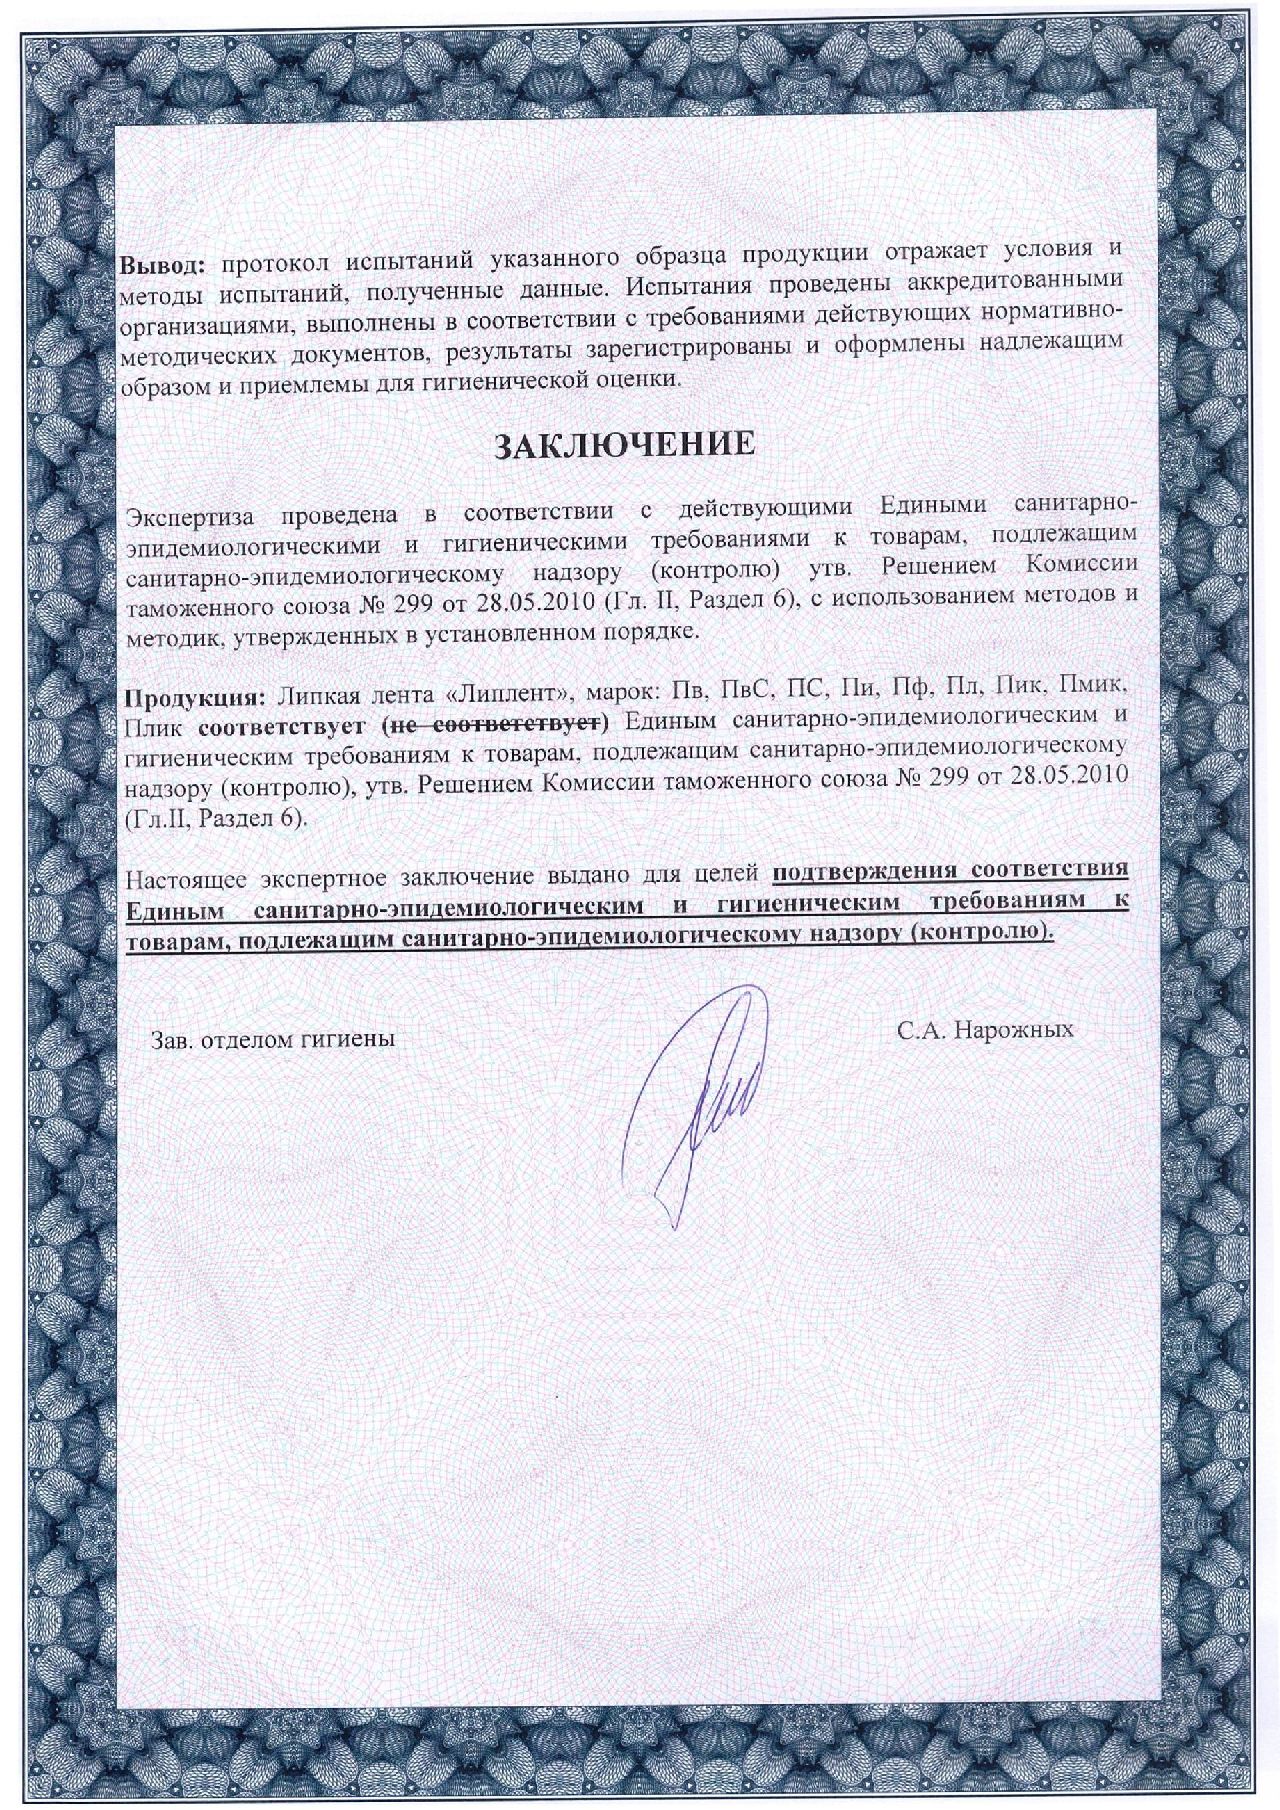 Вывод: протокол испытаний указанного образца продукции отражает условия и
методы испытаний, полученные данные. Испытания проведены аккредитованными
организациями, выполнены в соответствии с требованиями действующих нормативно-
методических документов, результаты зарегистрированы и оформлены надлежащим
образом и приемлемы для гигиенической оценки.
ЗАКЛЮЧЕНИЕ
Экспертиза проведена в соответствии с действующими Едиными санитарно-
эпидемиологическими и гигиеническими требованиями к товарам, подлежащим
санитарно-эпидемиологическому надзору (контролю) утв. Решением Комиссии
таможенного союза № 299 от 28.05.2010 (Гл. II, Раздел 6), с использованием методов и
методик, утвержденных в установленном порядке.
Продукция: Липкая лента «Липлент», марок: Пв, ПвС, ПС, Пи, Пф, Пл, Пик, Пмик,
Плик соответствует (не соответствует) Единым санитарно-эпидемиологическим и
гигиеническим требованиям к товарам, подлежащим санитарно-эпидемиологическому
надзору (контролю), утв. Решением Комиссии таможенного союза № 299 от 28.05.2010
(Гл.II, Раздел 6).
Настоящее экспертное заключение выдано для целей подтверждения соответствия
Единым санитарно-эпидемиологическим и гигиеническим требованиям к
товарам, подлежащим санитарно-эпидемиологическому надзору (контролю).
Зав. отделом гигиены
С.А. Нарожных